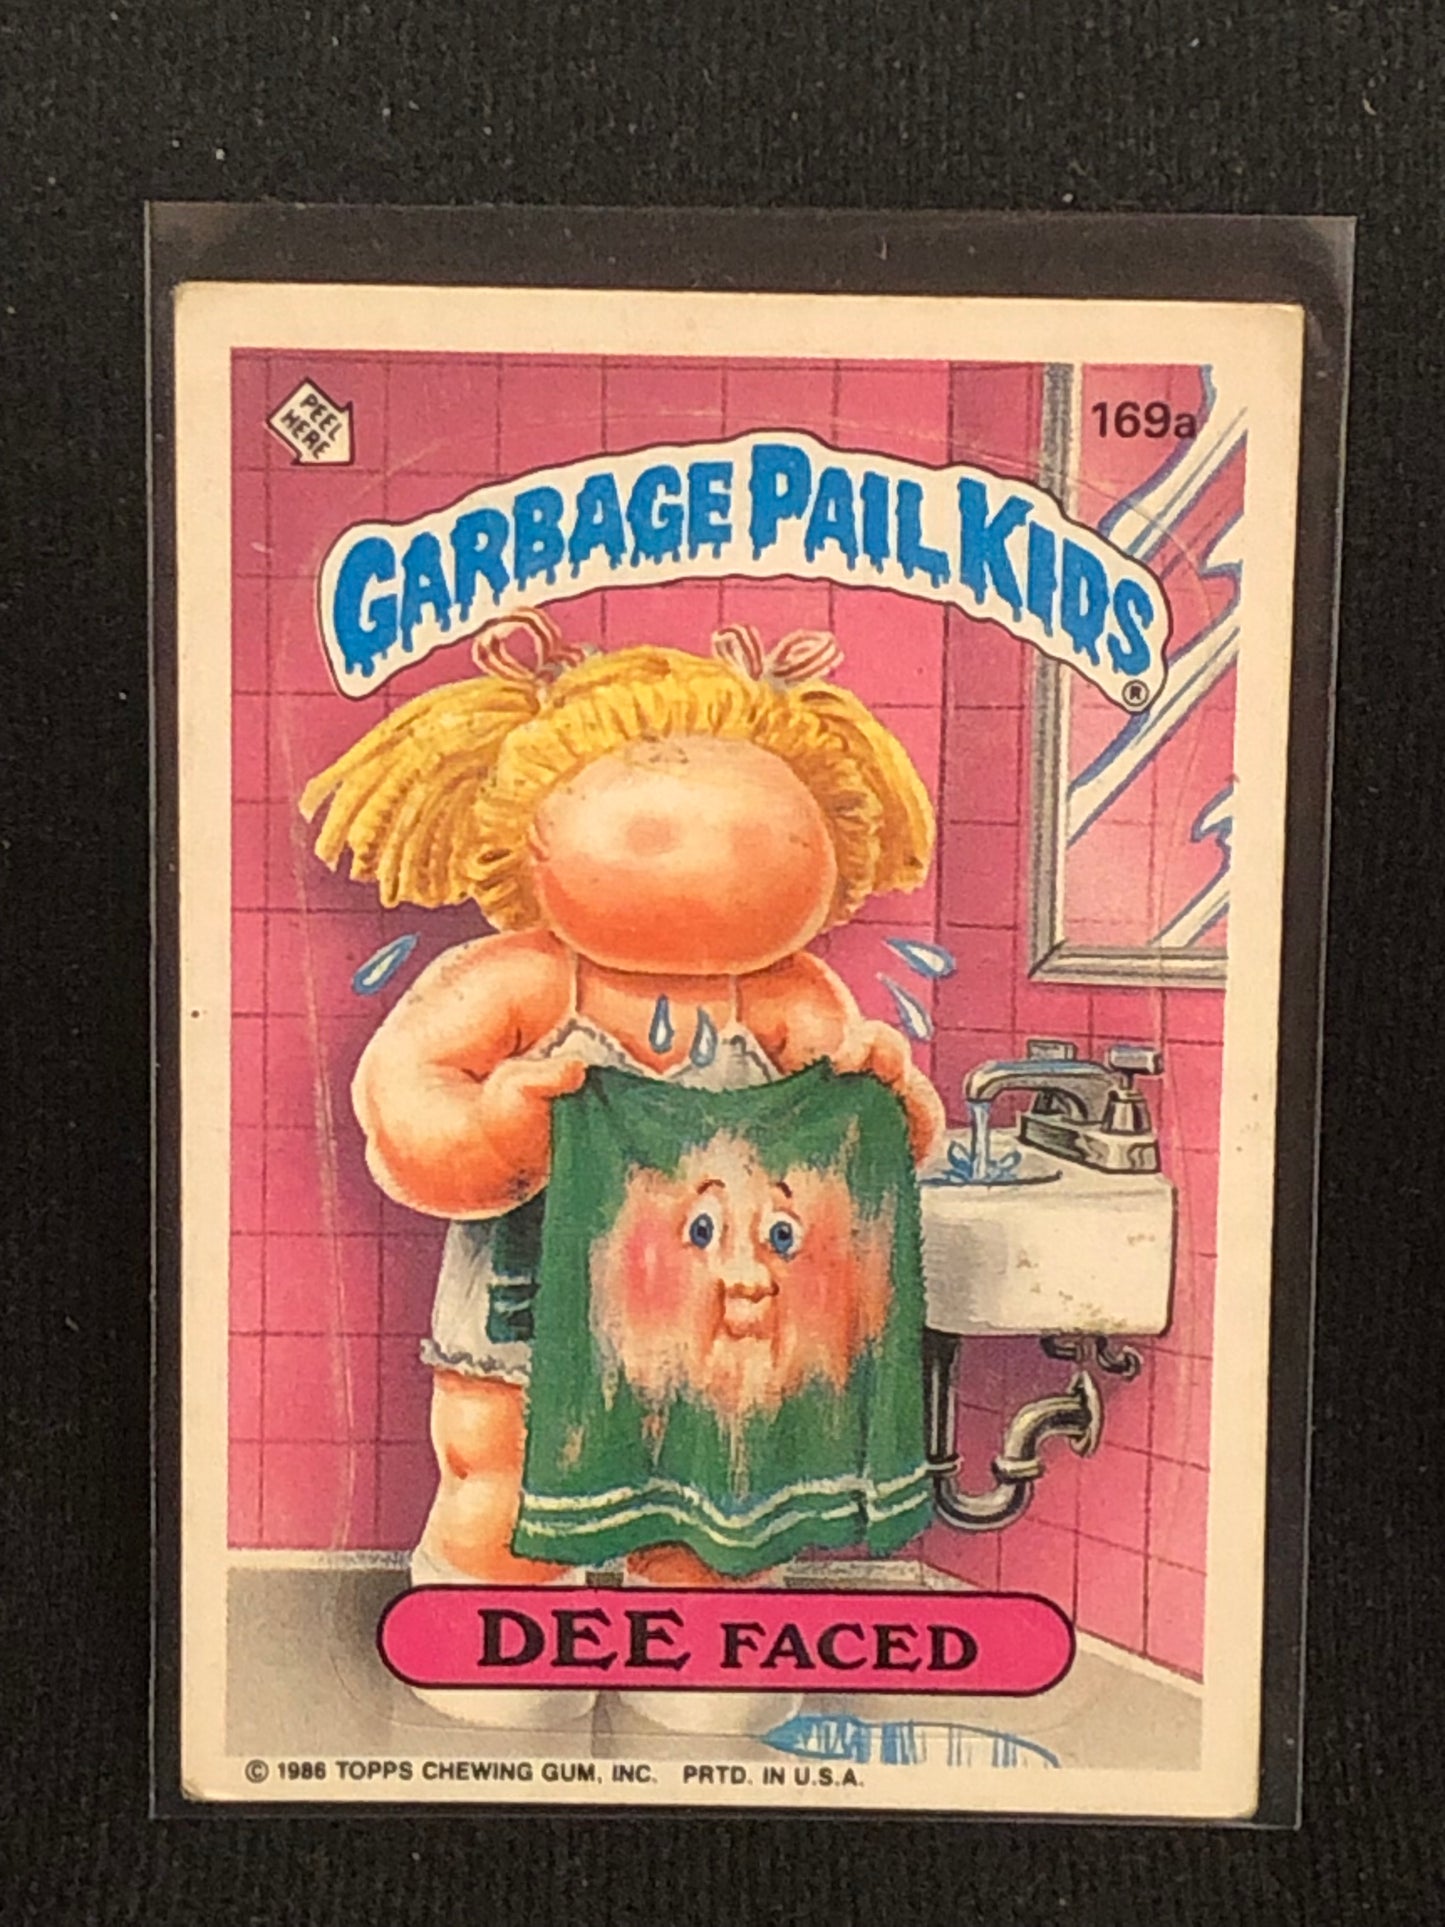 PEEL
HERE
169a
GARBAGE PAIL KIDS
®
DEE FACED
© 1986 TOPPS CHEWING GUM, INC. PRTD. IN U.S.A.